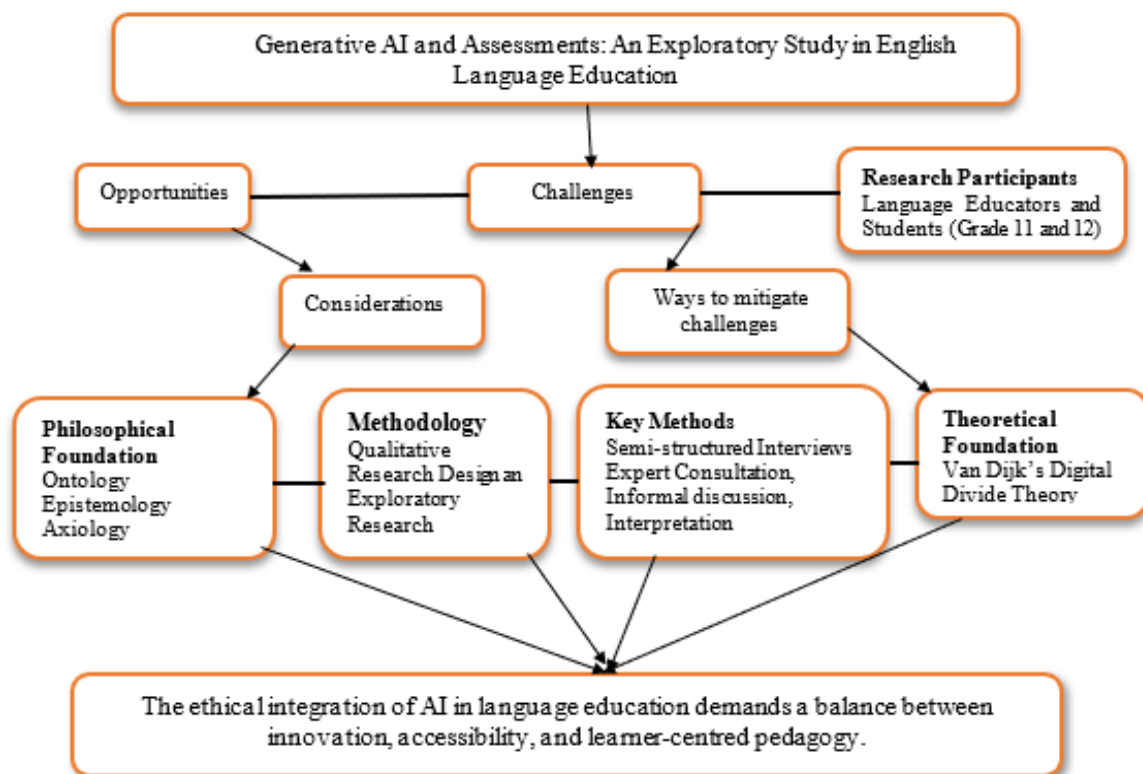 Generative AI and Assessments: An Exploratory Study in English
Language Education
Opportunities
Challenges
Research Participants
Language Educators and
Students (Grade 11 and 12)
Considerations
Ways to mitigate
challenges
Philosophical
Foundation
Ontology
Epistemology
Axiology
Methodology
Qualitative
Research Designan
Exploratory
Research
Key Methods
Semi-structured Interviews
Expert Consultation,
Informal discussion,
Interpretation
Theoretical
Foundation
Van Dijk's Digital
Divide Theory
The ethical integration of AI in language education demands a balance between
innovation, accessibility, and learner-centred pedagogy.